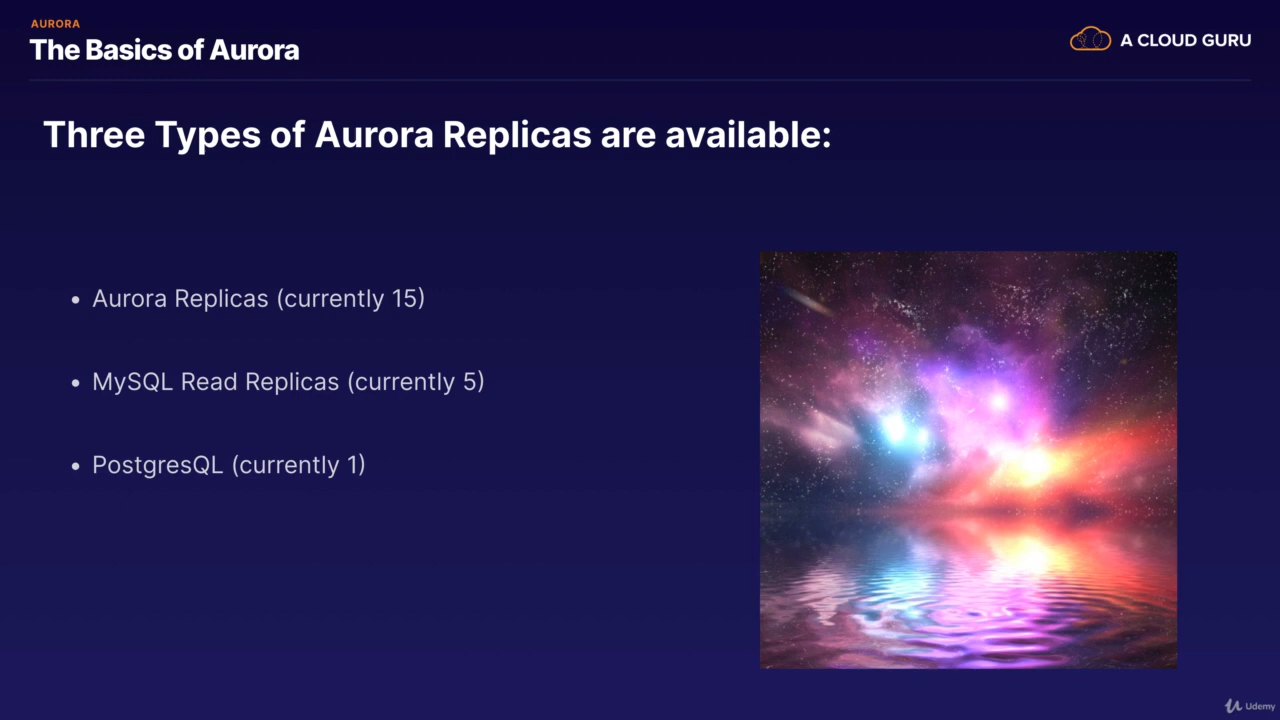 AURORA
The Basics of Aurora
A CLOUD GURU
Three Types of Aurora Replicas are available:
• Aurora Replicas (currently 15)
• MySQL Read Replicas (currently 5)
• PostgresQL (currently 1)
Udemy